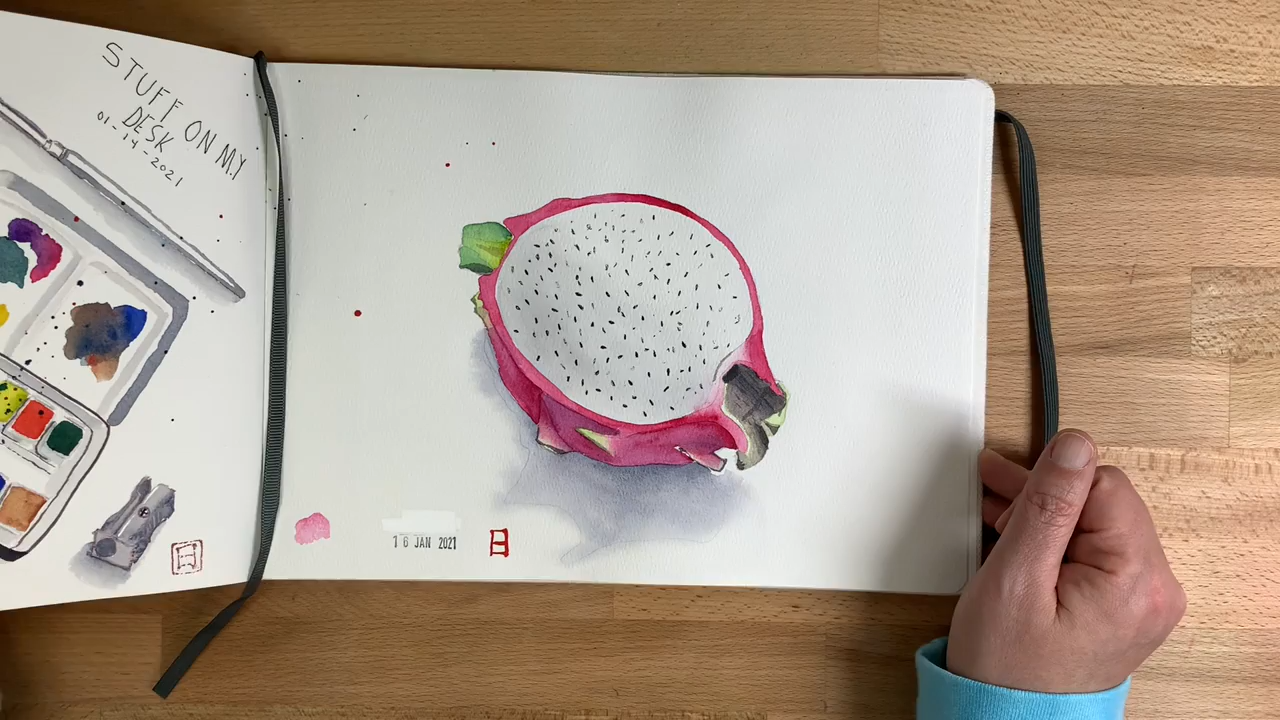 STUFF ON MY
DESK
01-14-2021
日
16 JAN 2021
日